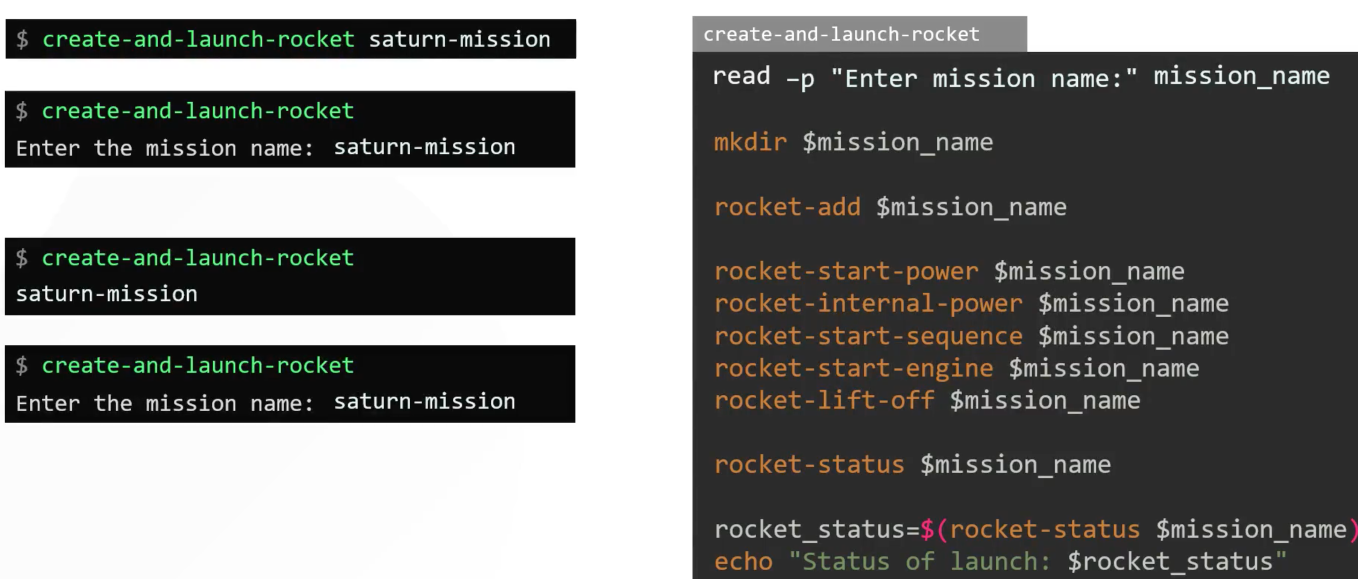 $ create-and-launch-rocket saturn-mission
$ create-and-launch-rocket
Enter the mission name: saturn-mission
$ create-and-launch-rocket
saturn-mission
$ create-and-launch-rocket
Enter the mission name: saturn-mission
create-and-launch-rocket
read –p "Enter mission name:" mission_name
mkdir $mission_name
rocket-add $mission_name
rocket-start-power $mission_name
rocket-internal-power $mission_name
rocket-start-sequence $mission_name
rocket-start-engine $mission_name
rocket-lift-off $mission_name
rocket-status $mission_name
rocket_status=$(rocket-status $mission_name)
echo "Status of launch: $rocket_status"